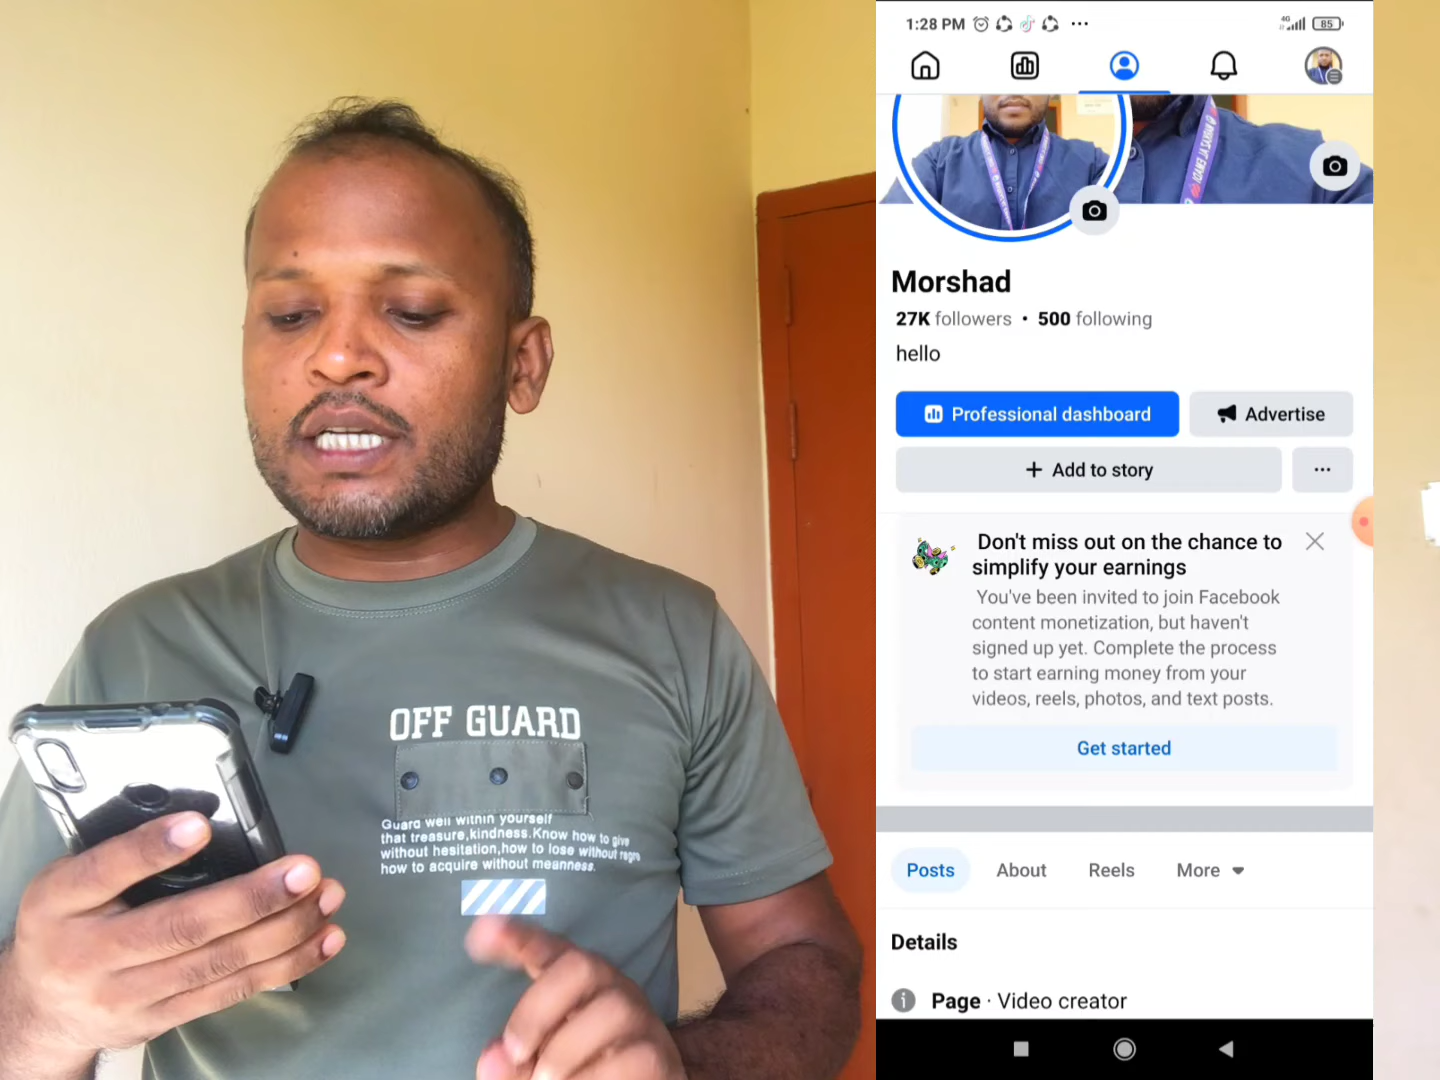 1:28 PM
4G
85
Morshad
27K followers • 500 following
hello
Professional dashboard
Advertise
+ Add to story
Don't miss out on the chance to
simplify your earnings
You've been invited to join Facebook
content monetization, but haven't
signed up yet. Complete the process
to start earning money from your
videos, reels, photos, and text posts.
Get started
Posts
About
Reels
More
Details
Page · Video creator
OFF GUARD
Guard well within yourself
that treasure,kindness.Know how to give
without hesitation,how to lose without regre
how to acquire without meanness.